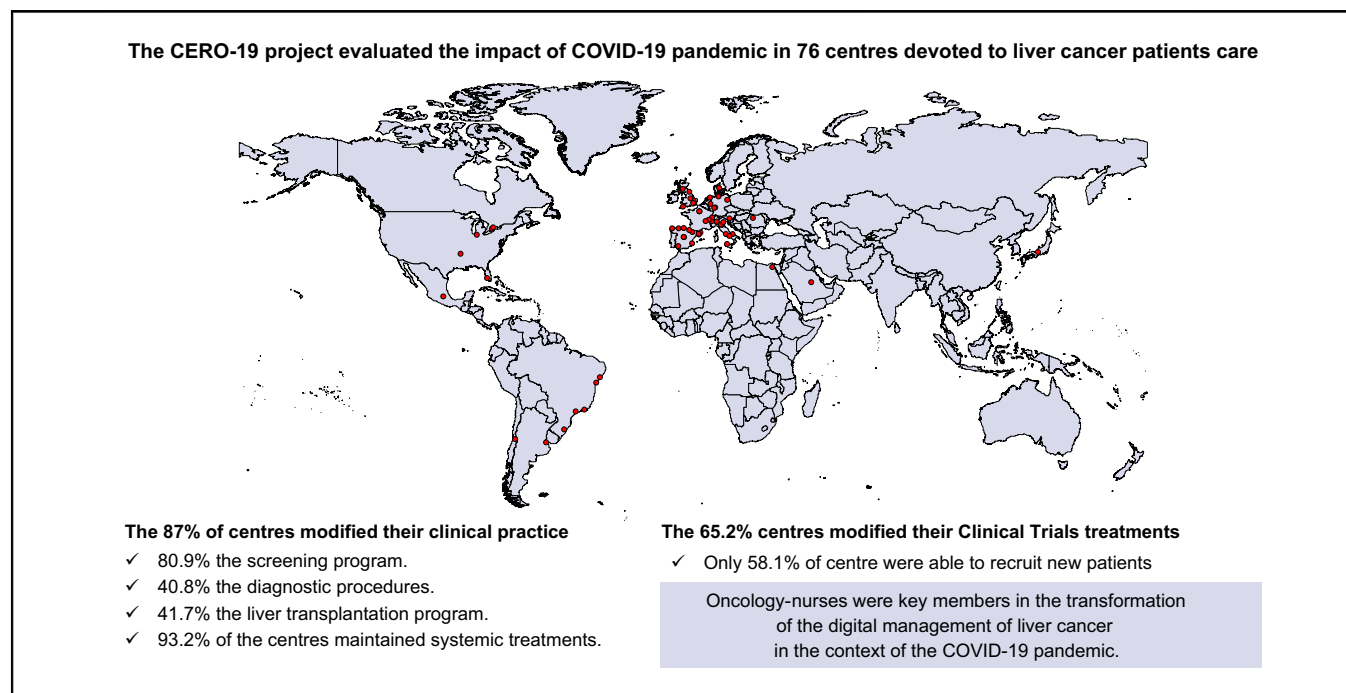 The CERO-19 project evaluated the impact of COVID-19 pandemic in 76 centres devoted to liver cancer patients care
The 87% of centres modified their clinical practice
✓ 80.9% the screening program.
✓ 40.8% the diagnostic procedures.
✓ 41.7% the liver transplantation program.
✓ 93.2% of the centres maintained systemic treatments.
The 65.2% centres modified their Clinical Trials treatments
✓ Only 58.1% of centre were able to recruit new patients
Oncology-nurses were key members in the transformation
of the digital management of liver cancer
in the context of the COVID-19 pandemic.